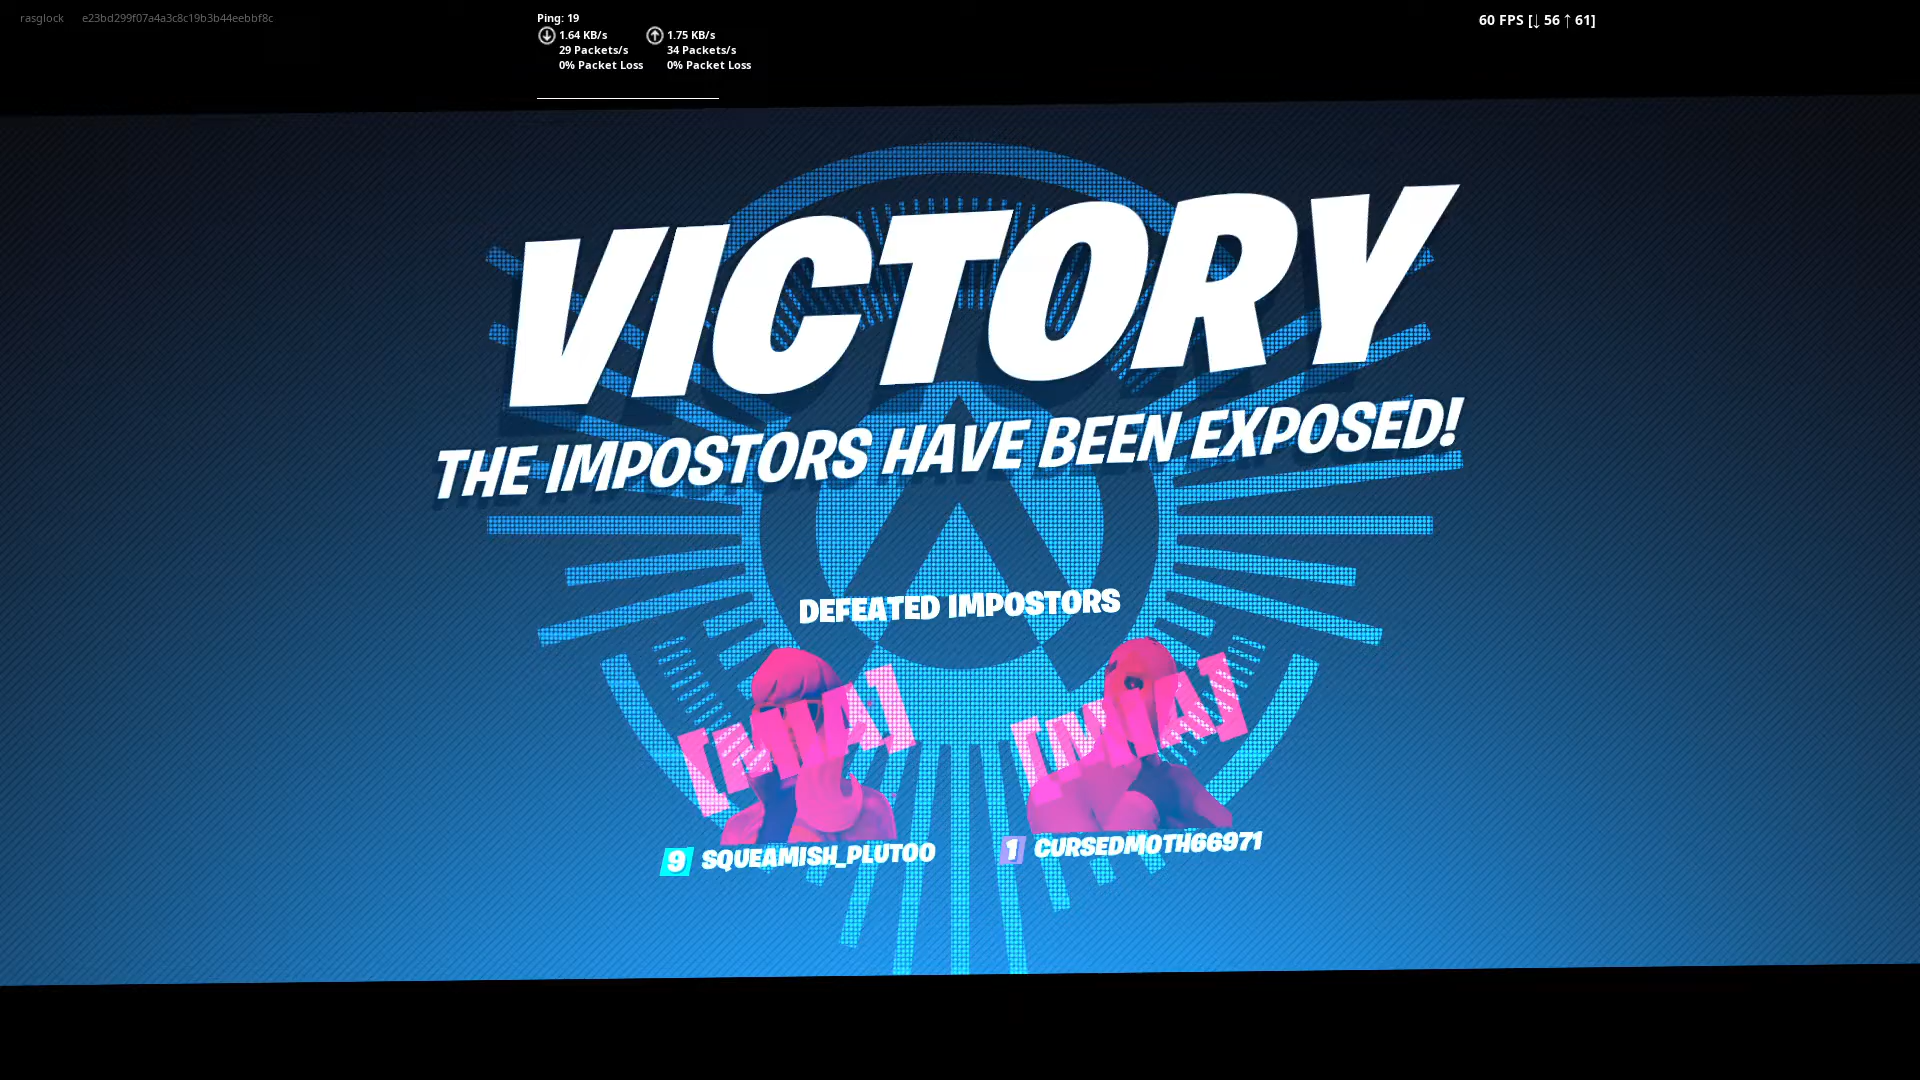 rasglock e23bd299f07a4a3c8c19b3b44eebbf8c
Ping: 19
1.64 KB/s 1.75 KB/s
29 Packets/s 34 Packets/s
0% Packet Loss 0% Packet Loss
60 FPS [↓ 56 ↑ 61]
VICTORY
THE IMPOSTORS HAVE BEEN EXPOSED!
DEFEATED IMPOSTORS
[MIA] [MIA]
9 SQUEAMISH_PLUTOO
1 CURSEDMOTH66971